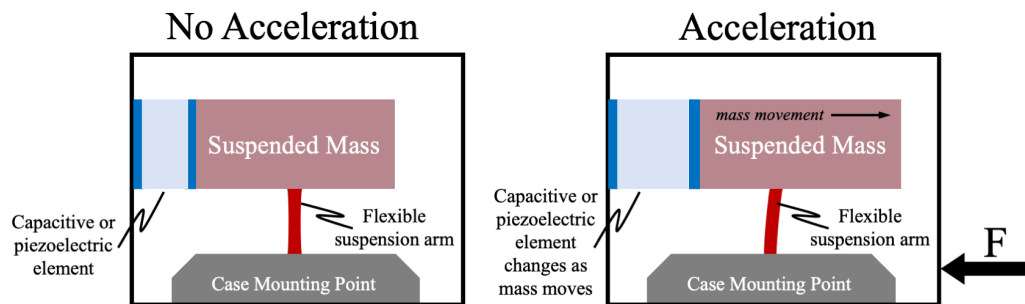 No Acceleration
Suspended Mass
Capacitive or
piezoelectric
element
Flexible
suspension arm
Case Mounting Point
Acceleration
mass movement
Suspended Mass
Capacitive or
piezoelectric
element
changes as
mass moves
Flexible
suspension arm
Case Mounting Point
F